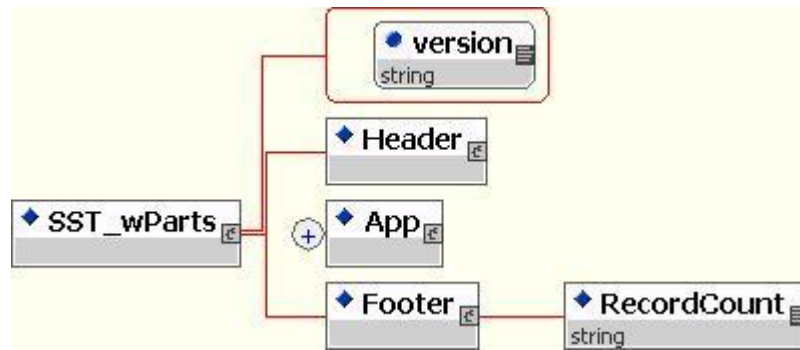 version
string
Header
SST_wParts
App
Footer
RecordCount
string